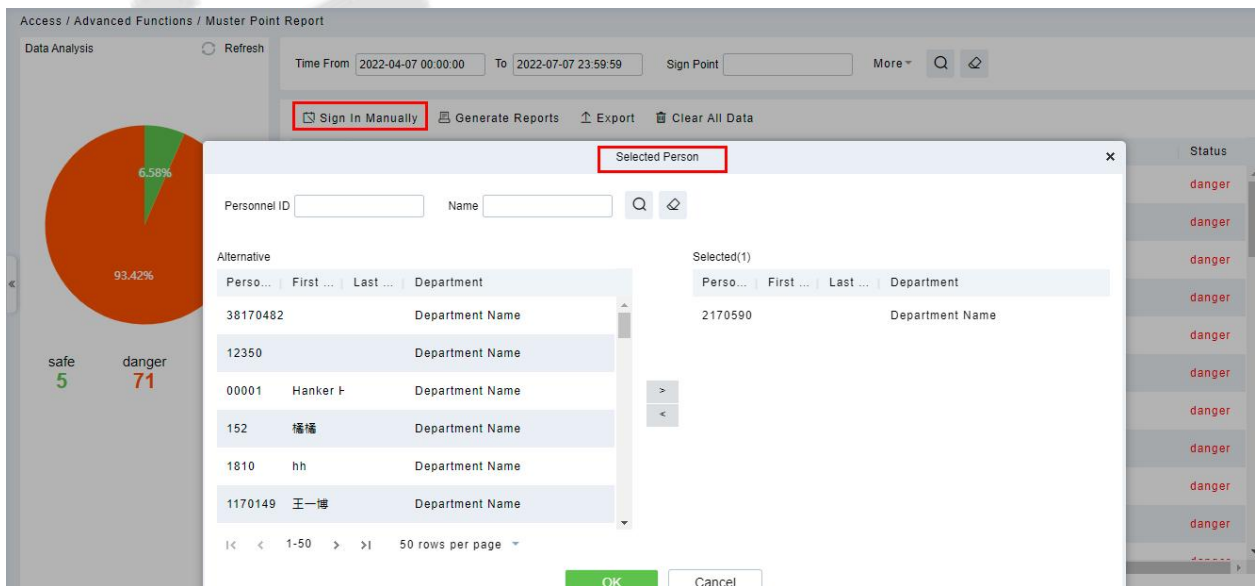 Access / Advanced Functions / Muster Point Report
Data Analysis Refresh
Time From 2022-04-07 00:00:00 To 2022-07-07 23:59:59 Sign Point More
Sign In Manually Generate Reports Export Clear All Data
Selected Person
Status
6.58%
93.42%
safe danger
5 71
Personnel ID Name
Alternative
Perso... First ... Last ... Department
38170482 Department Name
12350 Department Name
00001 Hanker Department Name
152 橘橘 Department Name
1810 hh Department Name
1170149 王一博 Department Name
1-50 50 rows per page
Selected(1)
Perso... First ... Last ... Department
2170590 Department Name
> 
<
OK Cancel
danger
danger
danger
danger
danger
danger
danger
danger
danger
danger